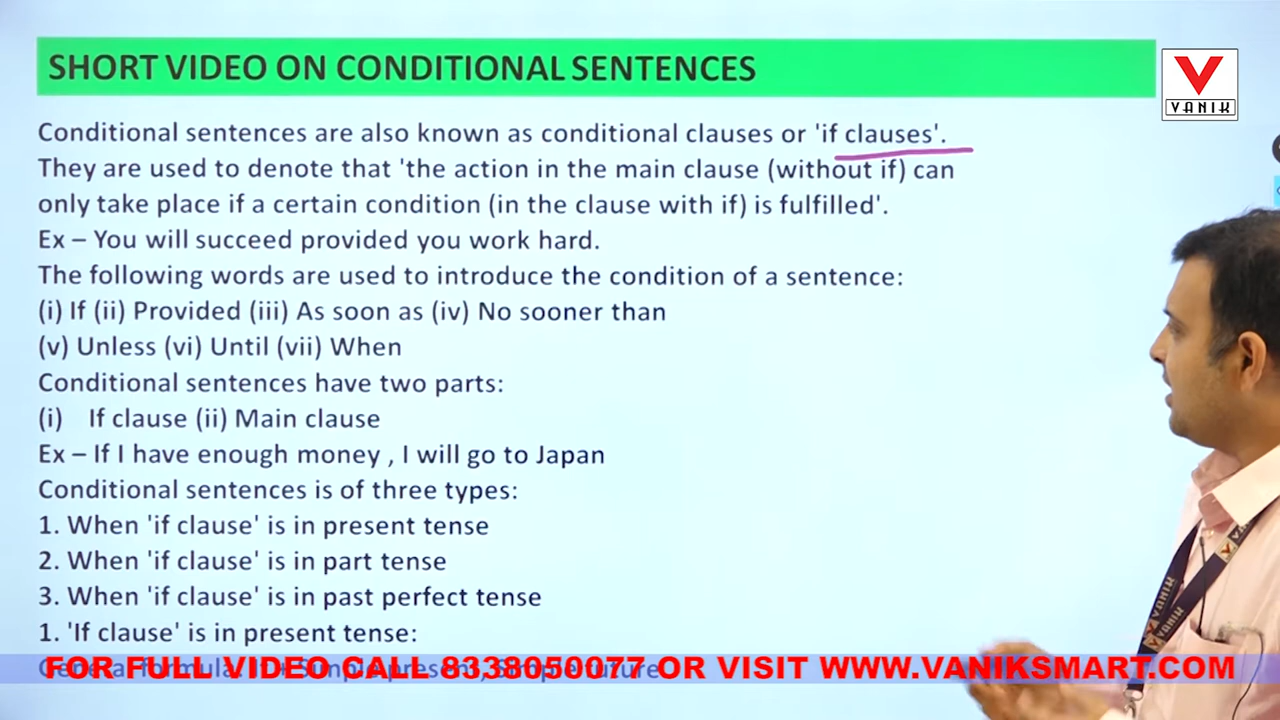 SHORT VIDEO ON CONDITIONAL SENTENCES
VANIK
Conditional sentences are also known as conditional clauses or 'if clauses'.
They are used to denote that 'the action in the main clause (without if) can
only take place if a certain condition (in the clause with if) is fulfilled'.
Ex – You will succeed provided you work hard.
The following words are used to introduce the condition of a sentence:
(i) If (ii) Provided (iii) As soon as (iv) No sooner than
(v) Unless (vi) Until (vii) When
Conditional sentences have two parts:
(i) If clause (ii) Main clause
Ex – If I have enough money , I will go to Japan
Conditional sentences is of three types:
1. When 'if clause' is in present tense
2. When 'if clause' is in part tense
3. When 'if clause' is in past perfect tense
1. 'If clause' is in present tense:
FOR FULL VIDEO CALL 8338050077 OR VISIT WWW.VANIKSMART.COM
VANIK
VANIK